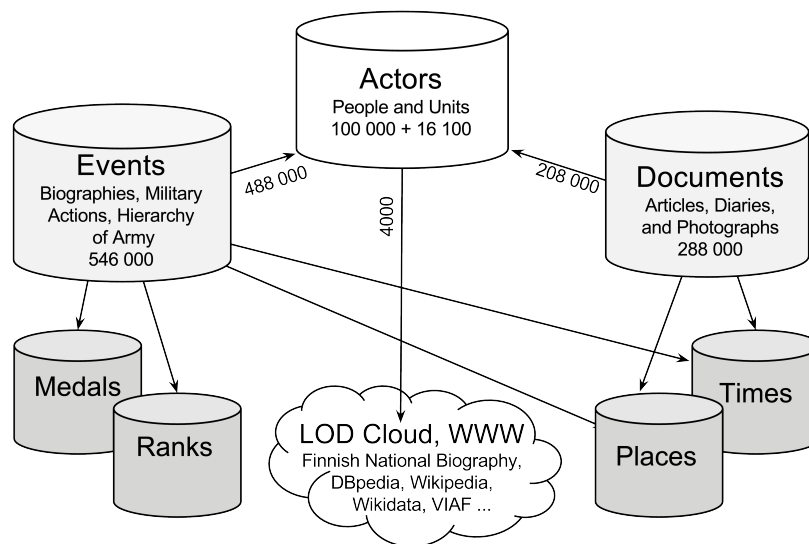 Actors
People and Units
100 000 + 16 100
Events
Biographies, Military
Actions, Hierarchy
of Army
546 000
488 000
4000
208 000
Documents
Articles, Diaries,
and Photographs
288 000
Medals
Ranks
LOD Cloud, WWW
Finnish National Biography,
DBpedia, Wikipedia,
Wikidata, VIAF ...
Times
Places